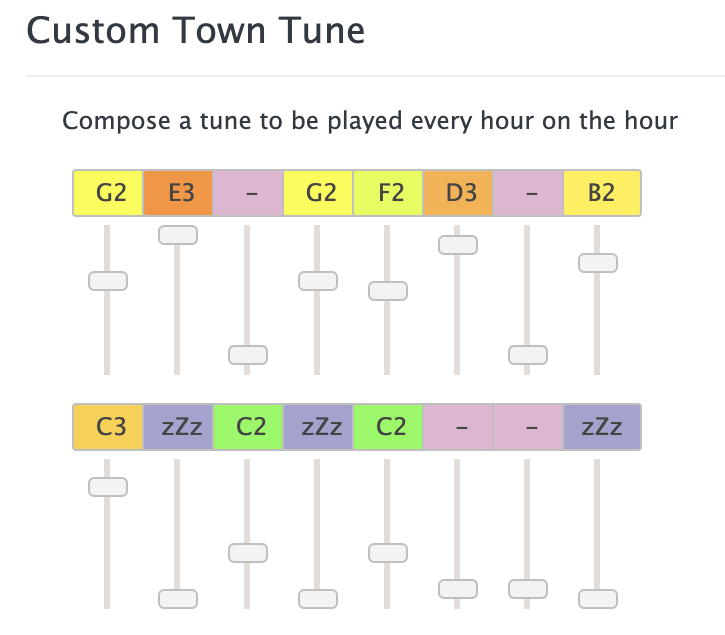 Custom Town Tune
Compose a tune to be played every hour on the hour
G2 E3 – G2 F2 D3 – B2
C3 zZz C2 zZz C2 – – zZz